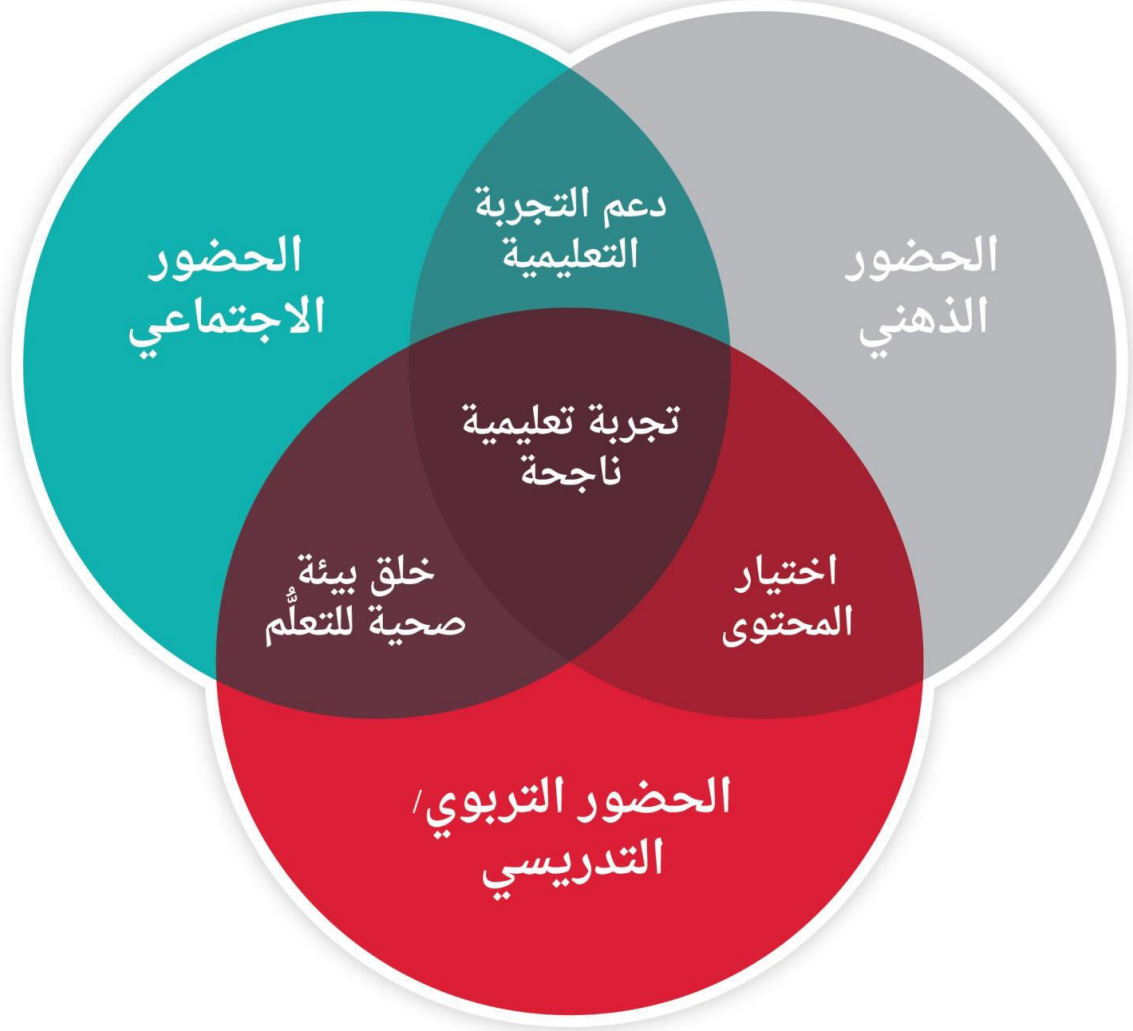 دعم التجربة
التعليمية
الحضور
الذهني
الحضور
الاجتماعي
تجربة تعليمية
ناجحة
اختيار
المحتوى
خلق بيئة
صحية للتعلُّم
الحضور التربوي/
التدريسي